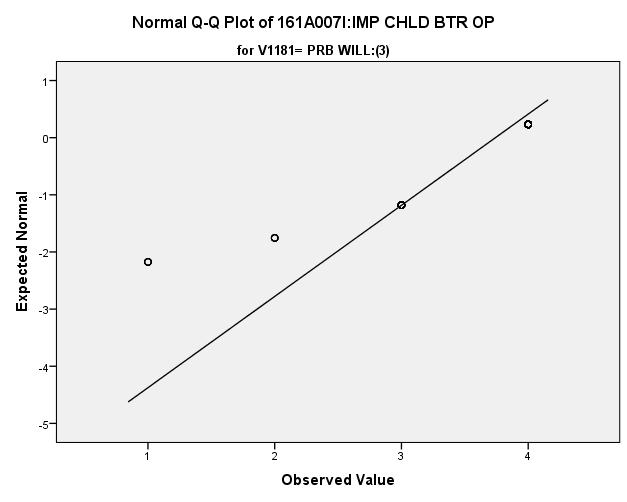 Normal Q-Q Plot of 161A007I:IMP CHLD BTR OP
for V1181= PRB WILL:(3)
Expected Normal
1
0
-1
-2
-3
-4
-5
1 2 3 4
Observed Value